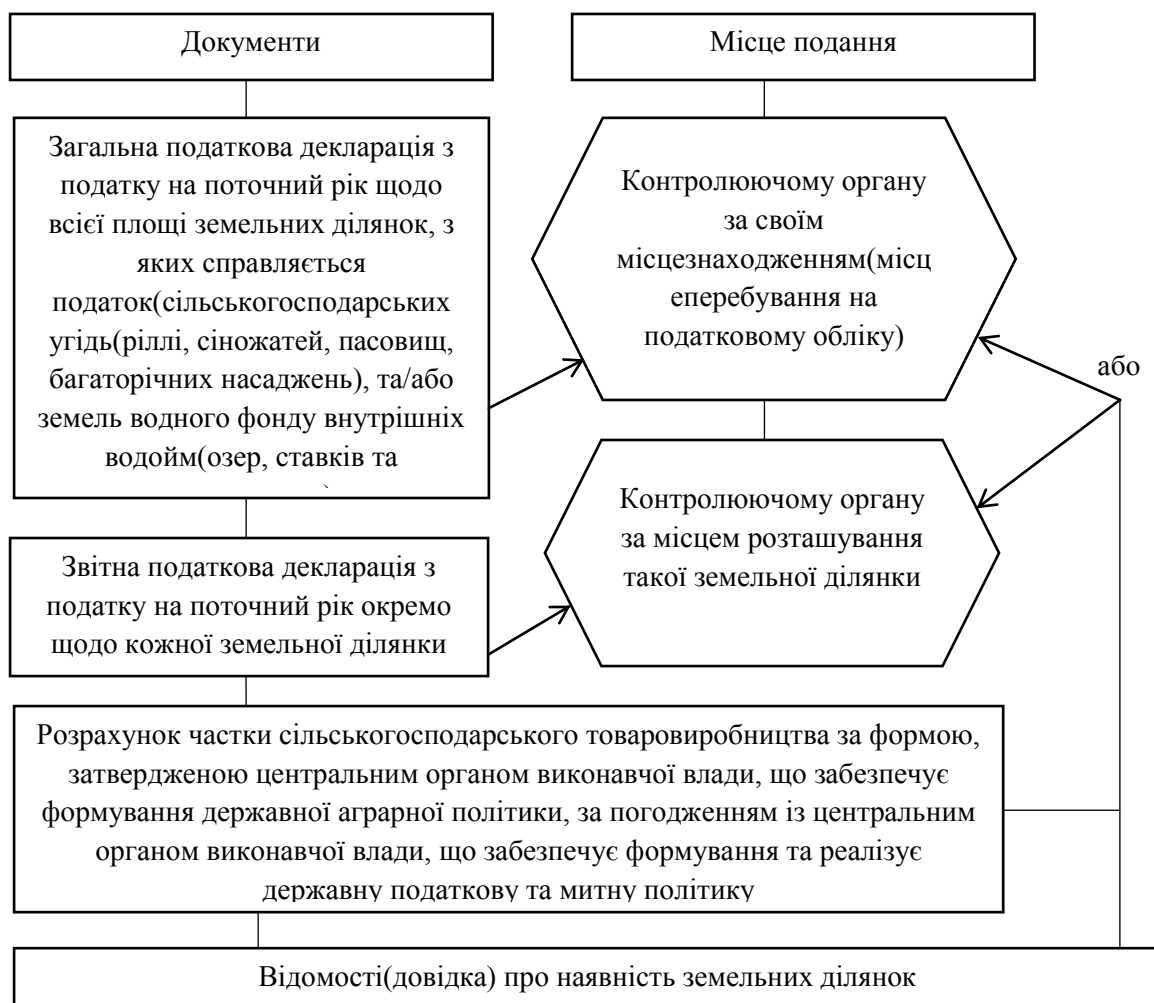 Документи
Місце подання
Загальна податкова декларація з
податку на поточний рік щодо
всієї площі земельних ділянок, з
яких справляється
податок(сільськогосподарських
угідь(ріллі, сіножатей, пасовищ,
багаторічних насаджень), та/або
земель водного фонду внутрішніх
водойм(озер, ставків та
Контролюючому органу
за своїм
місцезнаходженням(місц
еперебування на
податковому обліку)
або
Контролюючому органу
за місцем розташування
такої земельної ділянки
Звітна податкова декларація з
податку на поточний рік окремо
щодо кожної земельної ділянки
Розрахунок частки сільськогосподарського товаровиробництва за формою,
затвердженою центральним органом виконавчої влади, що забезпечує
формування державної аграрної політики, за погодженням із центральним
органом виконавчої влади, що забезпечує формування та реалізує
державну податкову та митну політику
Відомості(довідка) про наявність земельних ділянок